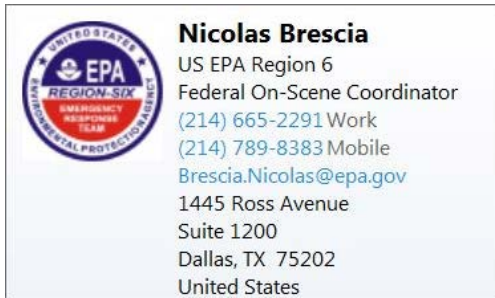 UNITED STATES
ENVIRONMENTAL PROTECTION AGENCY
EPA
REGION-SIX
EMERGENCY
RESPONSE
TEAM
Nicolas Brescia
US EPA Region 6
Federal On-Scene Coordinator
(214) 665-2291 Work
(214) 789-8383 Mobile
Brescia.Nicolas@epa.gov
1445 Ross Avenue
Suite 1200
Dallas, TX  75202
United States